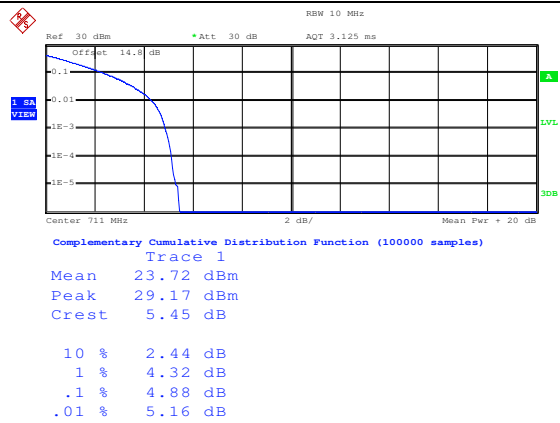 RBW 10 MHz
Ref 30 dBm *Att 30 dB AQT 3.125 ms
Offset 14.8 dB
0.1
A
0.01
1 SA
VIEW
1E-3
LVL
1E-4
1E-5
3DB
Center 711 MHz 2 dB/ Mean Pwr + 20 dB
Complementary Cumulative Distribution Function (100000 samples)
Trace 1
Mean 23.72 dBm
Peak 29.17 dBm
Crest 5.45 dB
10 % 2.44 dB
1 % 4.32 dB
.1 % 4.88 dB
.01 % 5.16 dB